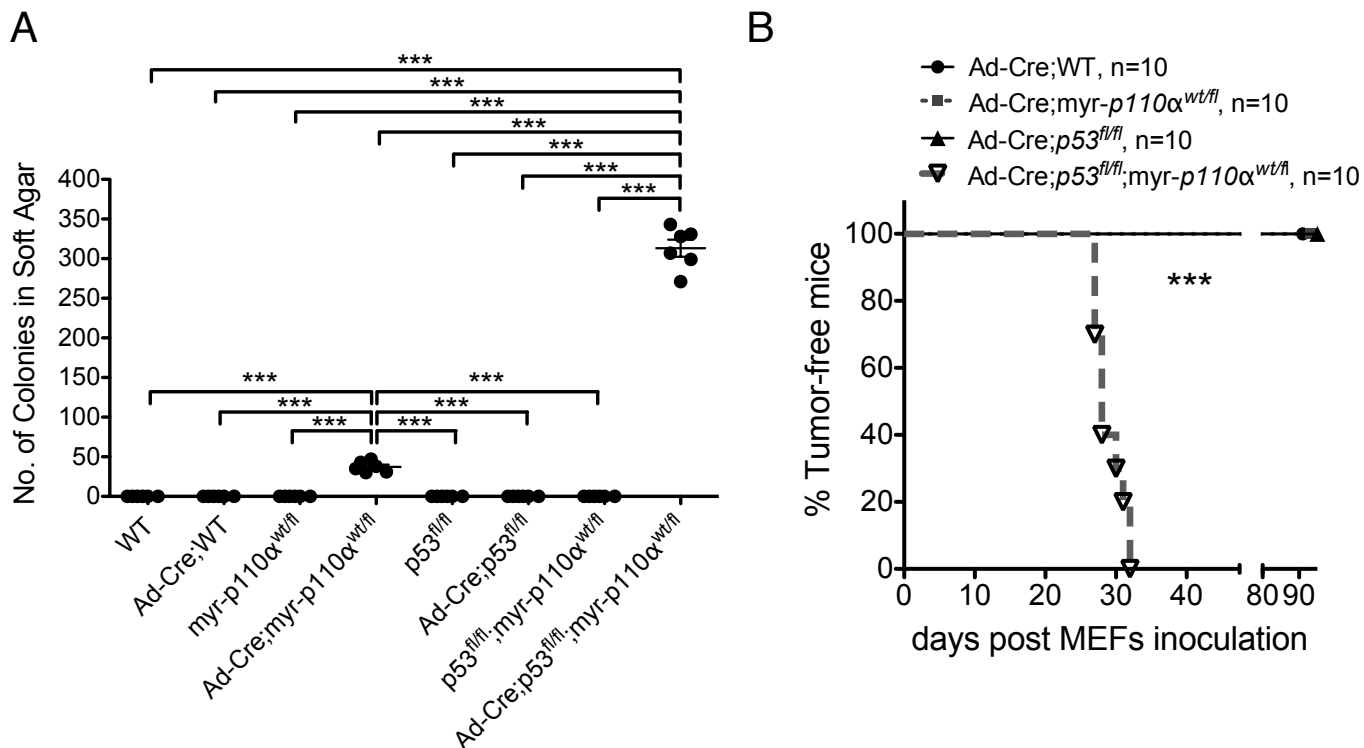 A
***
***
***
***
***
***
***
No. of Colonies in Soft Agar
400
350
300
250
200
150
100
50
0
*** ***
*** ***
*** ***
WT
Ad-Cre;WT
myr-p110α^wt/fl
Ad-Cre;myr-p110α^wt/fl
p53^fl/fl
Ad-Cre;p53^fl/fl
p53^fl/fl;myr-p110α^wt/fl
Ad-Cre;p53^fl/fl;myr-p110α^wt/fl
B
Ad-Cre;WT, n=10
Ad-Cre;myr-p110α^wt/fl, n=10
Ad-Cre;p53^fl/fl, n=10
Ad-Cre;p53^fl/fl;myr-p110α^wt/fl, n=10
% Tumor-free mice
100
80
60
40
20
0
***
0 10 20 30 40 80 90
days post MEFs inoculation